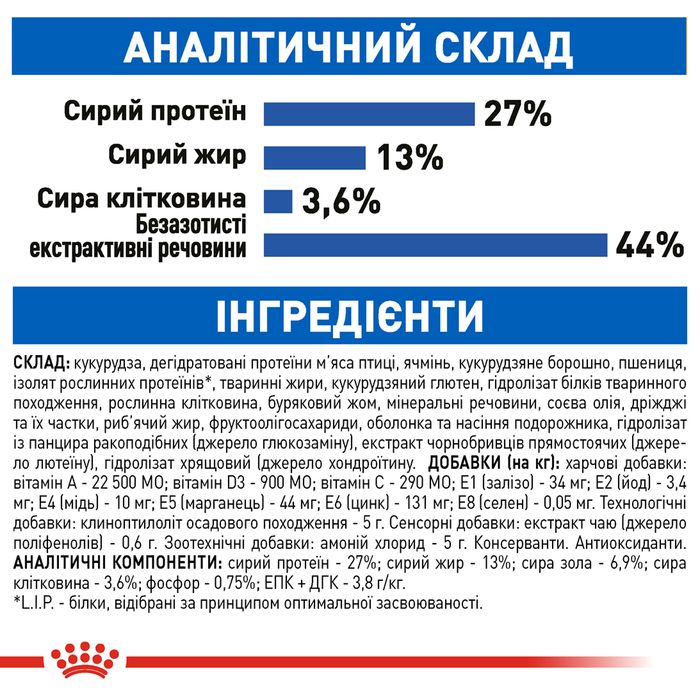 АНАЛІТИЧНИЙ СКЛАД
Сирий протеїн 27%
Сирий жир 13%
Сира клітковина 3,6%
Безазотисті
екстрактивні речовини 44%
ІНГРЕДІЄНТИ
СКЛАД: кукурудза, дегідратовані протеїни м’яса птиці, ячмінь, кукурудзяне борошно, пшениця,
ізолят рослинних протеїнів*, тваринні жири, кукурудзяний глютен, гідролізат білків тваринного
походження, рослинна клітковина, буряковий жом, мінеральні речовини, соєва олія, дріжджі
та їх частки, риб’ячий жир, фруктоолігосахариди, оболонка та насіння подорожника, гідролізат
із панцира ракоподібних (джерело глюкозаміну), екстракт чорнобривців прямостоячих (джере-
ло лютеїну), гідролізат хрящовий (джерело хондроїтину). ДОБАВКИ (на кг): харчові добавки:
вітамін А - 22 500 МО; вітамін D3 - 900 МО; вітамін С - 290 МО; Е1 (залізо) - 34 мг; Е2 (йод) - 3,4
мг; Е4 (мідь) - 10 мг; Е5 (марганець) - 44 мг; Е6 (цинк) - 131 мг; Е8 (селен) - 0,05 мг. Технологічні
добавки: клиноптилоліт осадового походження - 5 г. Сенсорні добавки: екстракт чаю (джерело
поліфенолів) - 0,6 г. Зоотехнічні добавки: амоній хлорид - 5 г. Консерванти. Антиоксиданти.
АНАЛІТИЧНІ КОМПОНЕНТИ: сирий протеїн - 27%; сирий жир - 13%; сира зола - 6,9%; сира
клітковина - 3,6%; фосфор - 0,75%; ЕПК + ДГК - 3,8 г/кг.
*L.I.P. - білки, відібрані за принципом оптимальної засвоюваності.